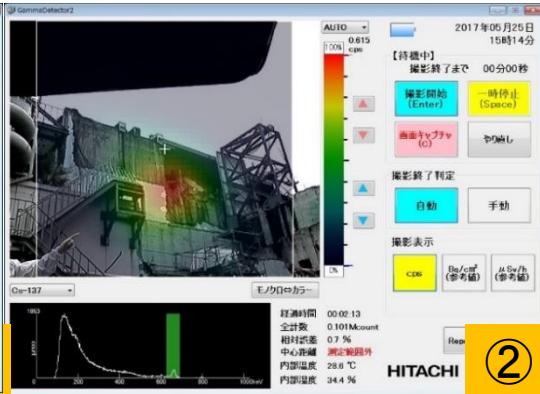 GammaDetector2
AUTO
100%
0.615
cps
0%
Cs-137
モノクロ⇔カラー
2017年05月25日
15時14分
【待機中】
撮影終了まで 00分00秒
撮影開始
(Enter)
一時停止
(Space)
画面キャプチャ
(C)
やり直し
撮影終了判定
自動
手動
撮影表示
cps
Bq/cm²
(参考値)
μSv/h
(参考値)
1853
0
200
400
600
800
1000keV
経過時間 00:02:13
全計数 0.101Mcount
相対誤差 0.7 %
中心距離 測定範囲外
内部温度 28.6 ℃
内部湿度 34.4 %
HITACHI
②